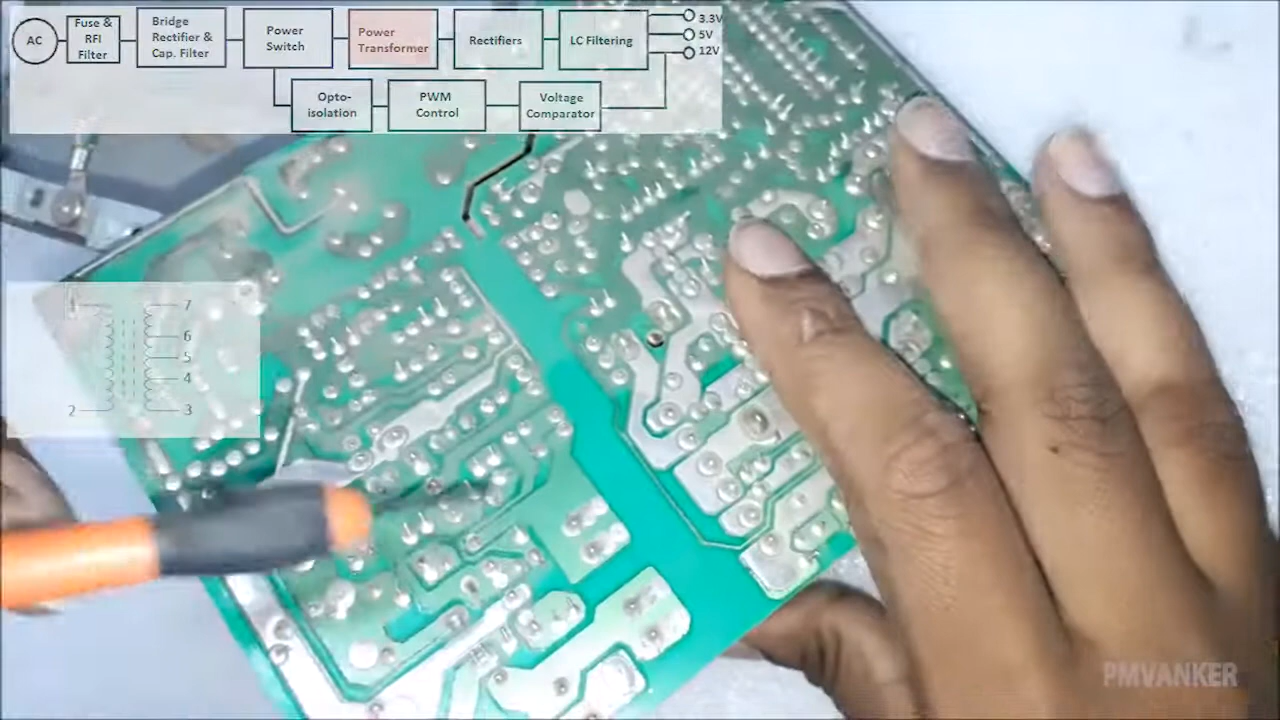 AC
Fuse &
RFI
Filter
Bridge
Rectifier &
Cap. Filter
Power
Switch
Power
Transformer
Rectifiers
LC Filtering
3.3V
5V
12V
Opto-
isolation
PWM
Control
Voltage
Comparator
1
7
6
5
4
2
3
PMVANKER